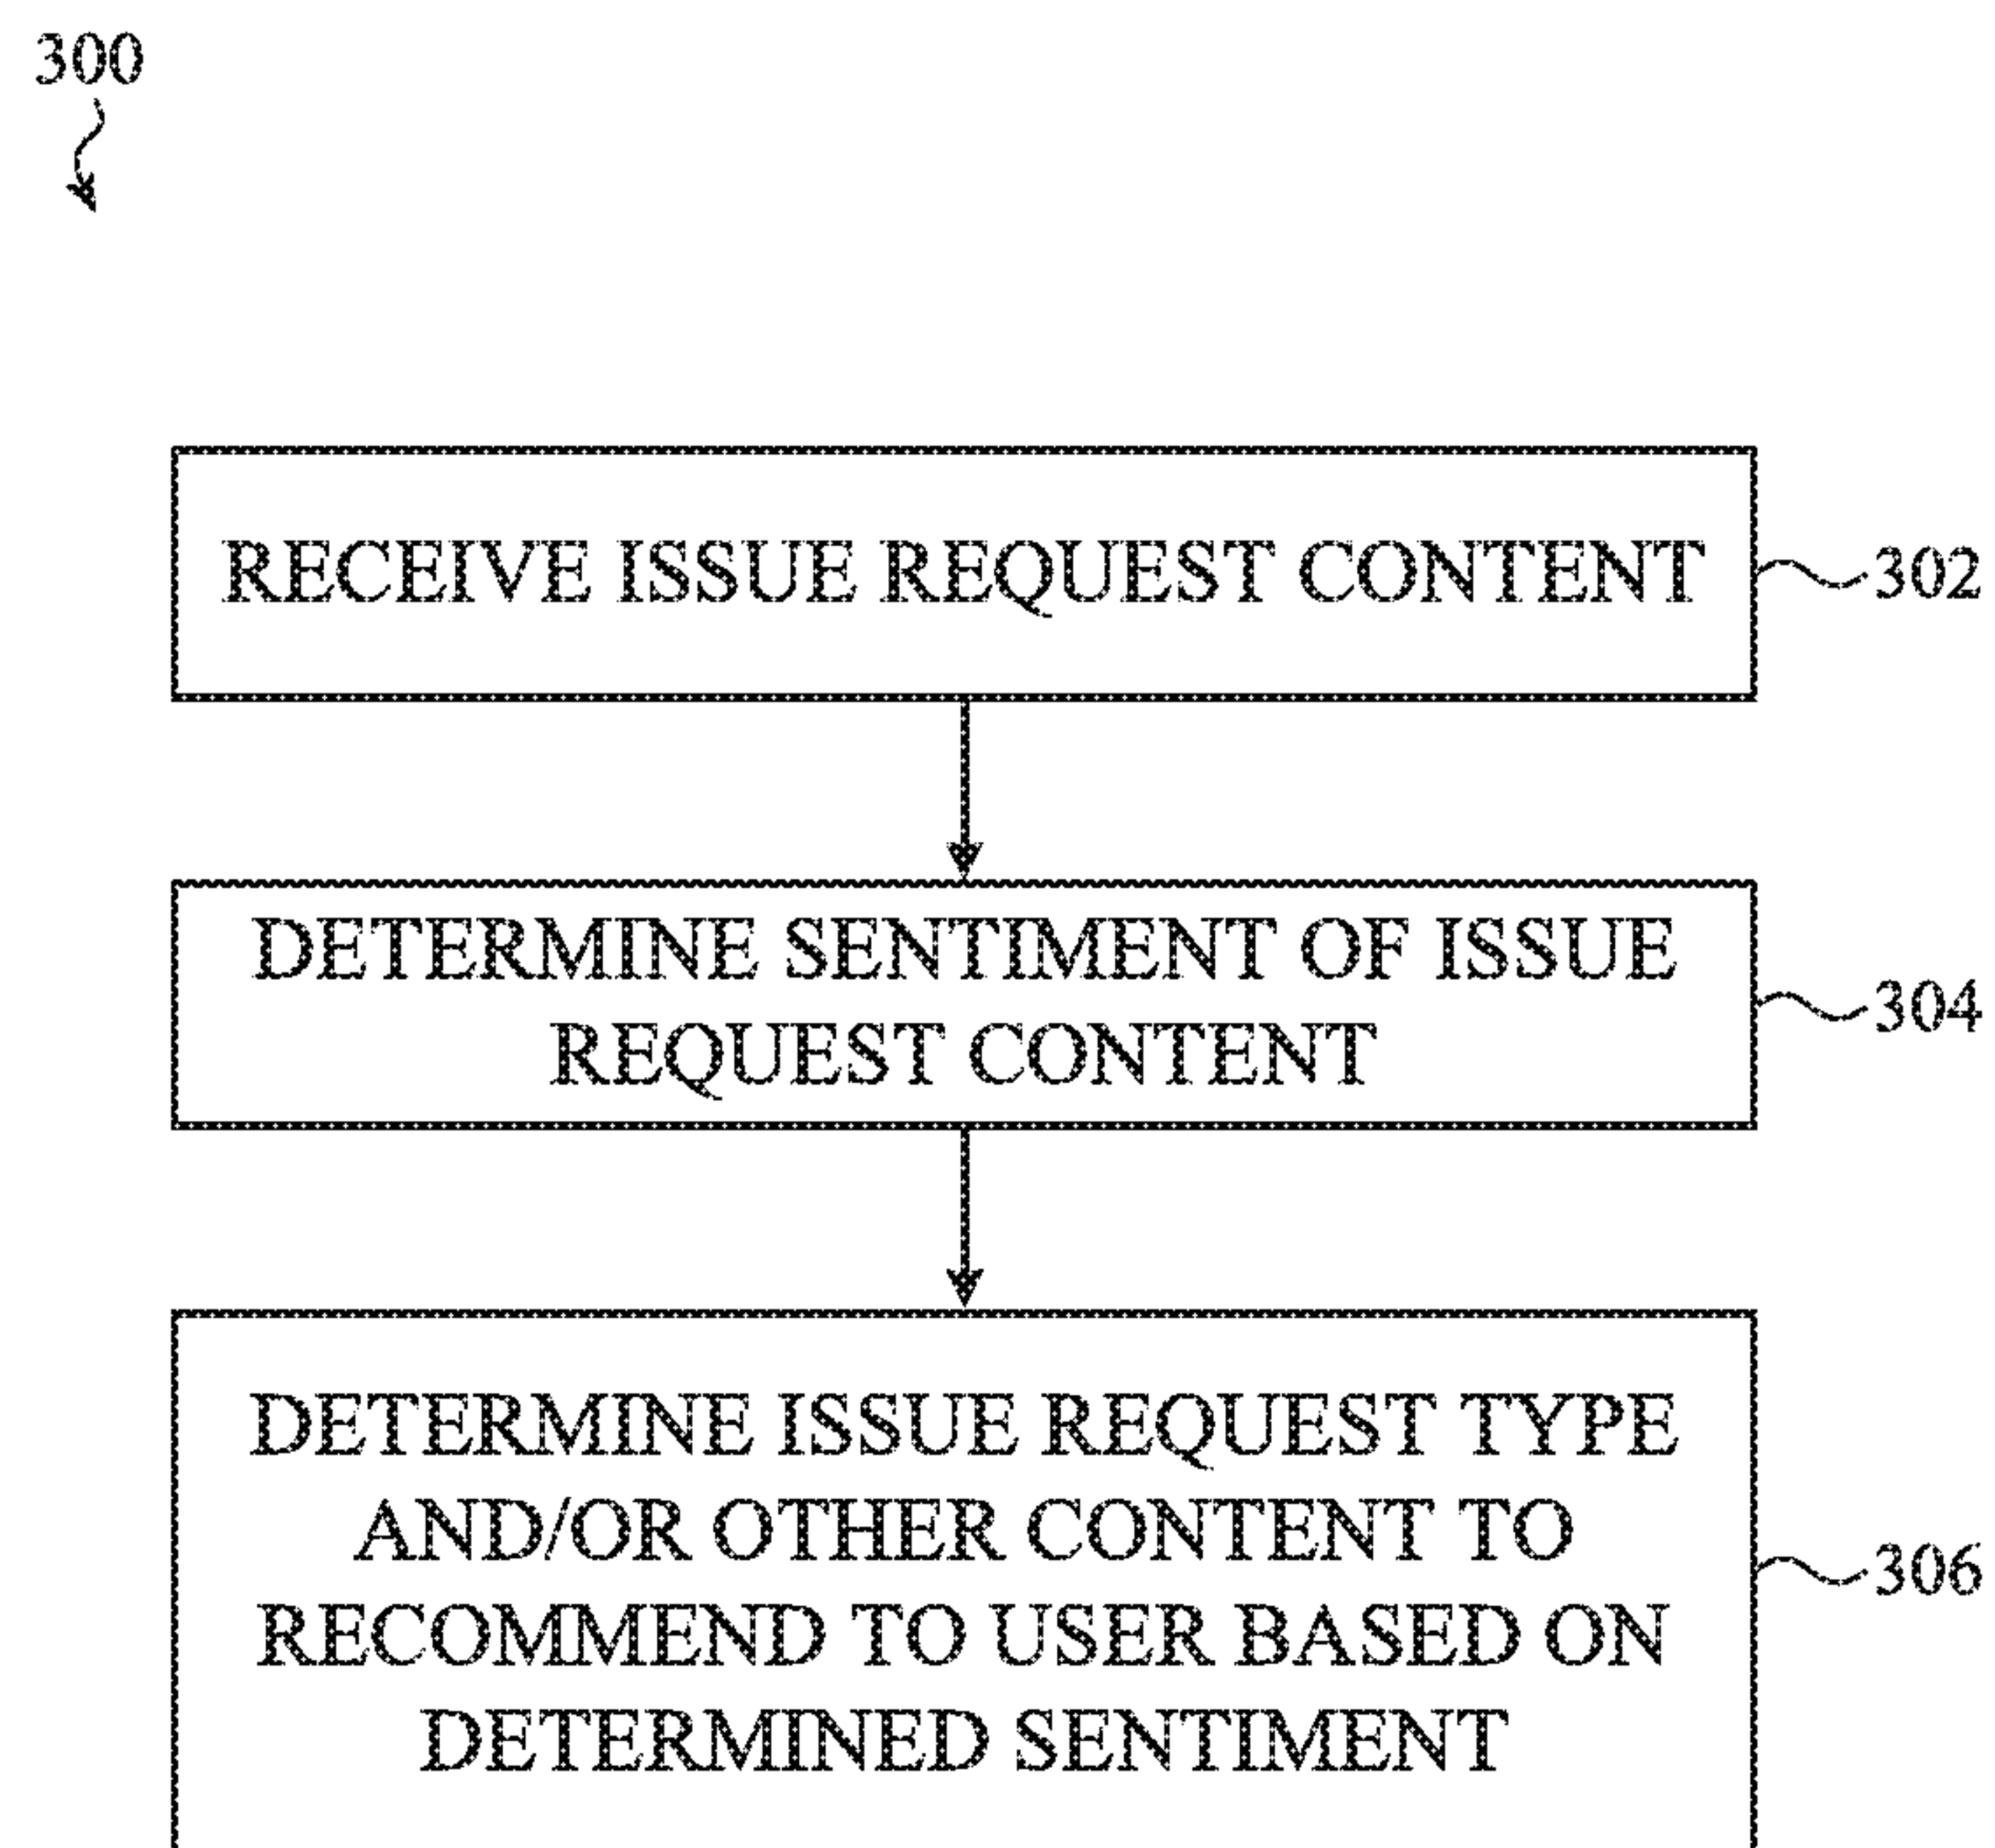 300
RECEIVE ISSUE REQUEST CONTENT
302
DETERMINE SENTIMENT OF ISSUE
REQUEST CONTENT
304
DETERMINE ISSUE REQUEST TYPE
AND/OR OTHER CONTENT TO
RECOMMEND TO USER BASED ON
DETERMINED SENTIMENT
306